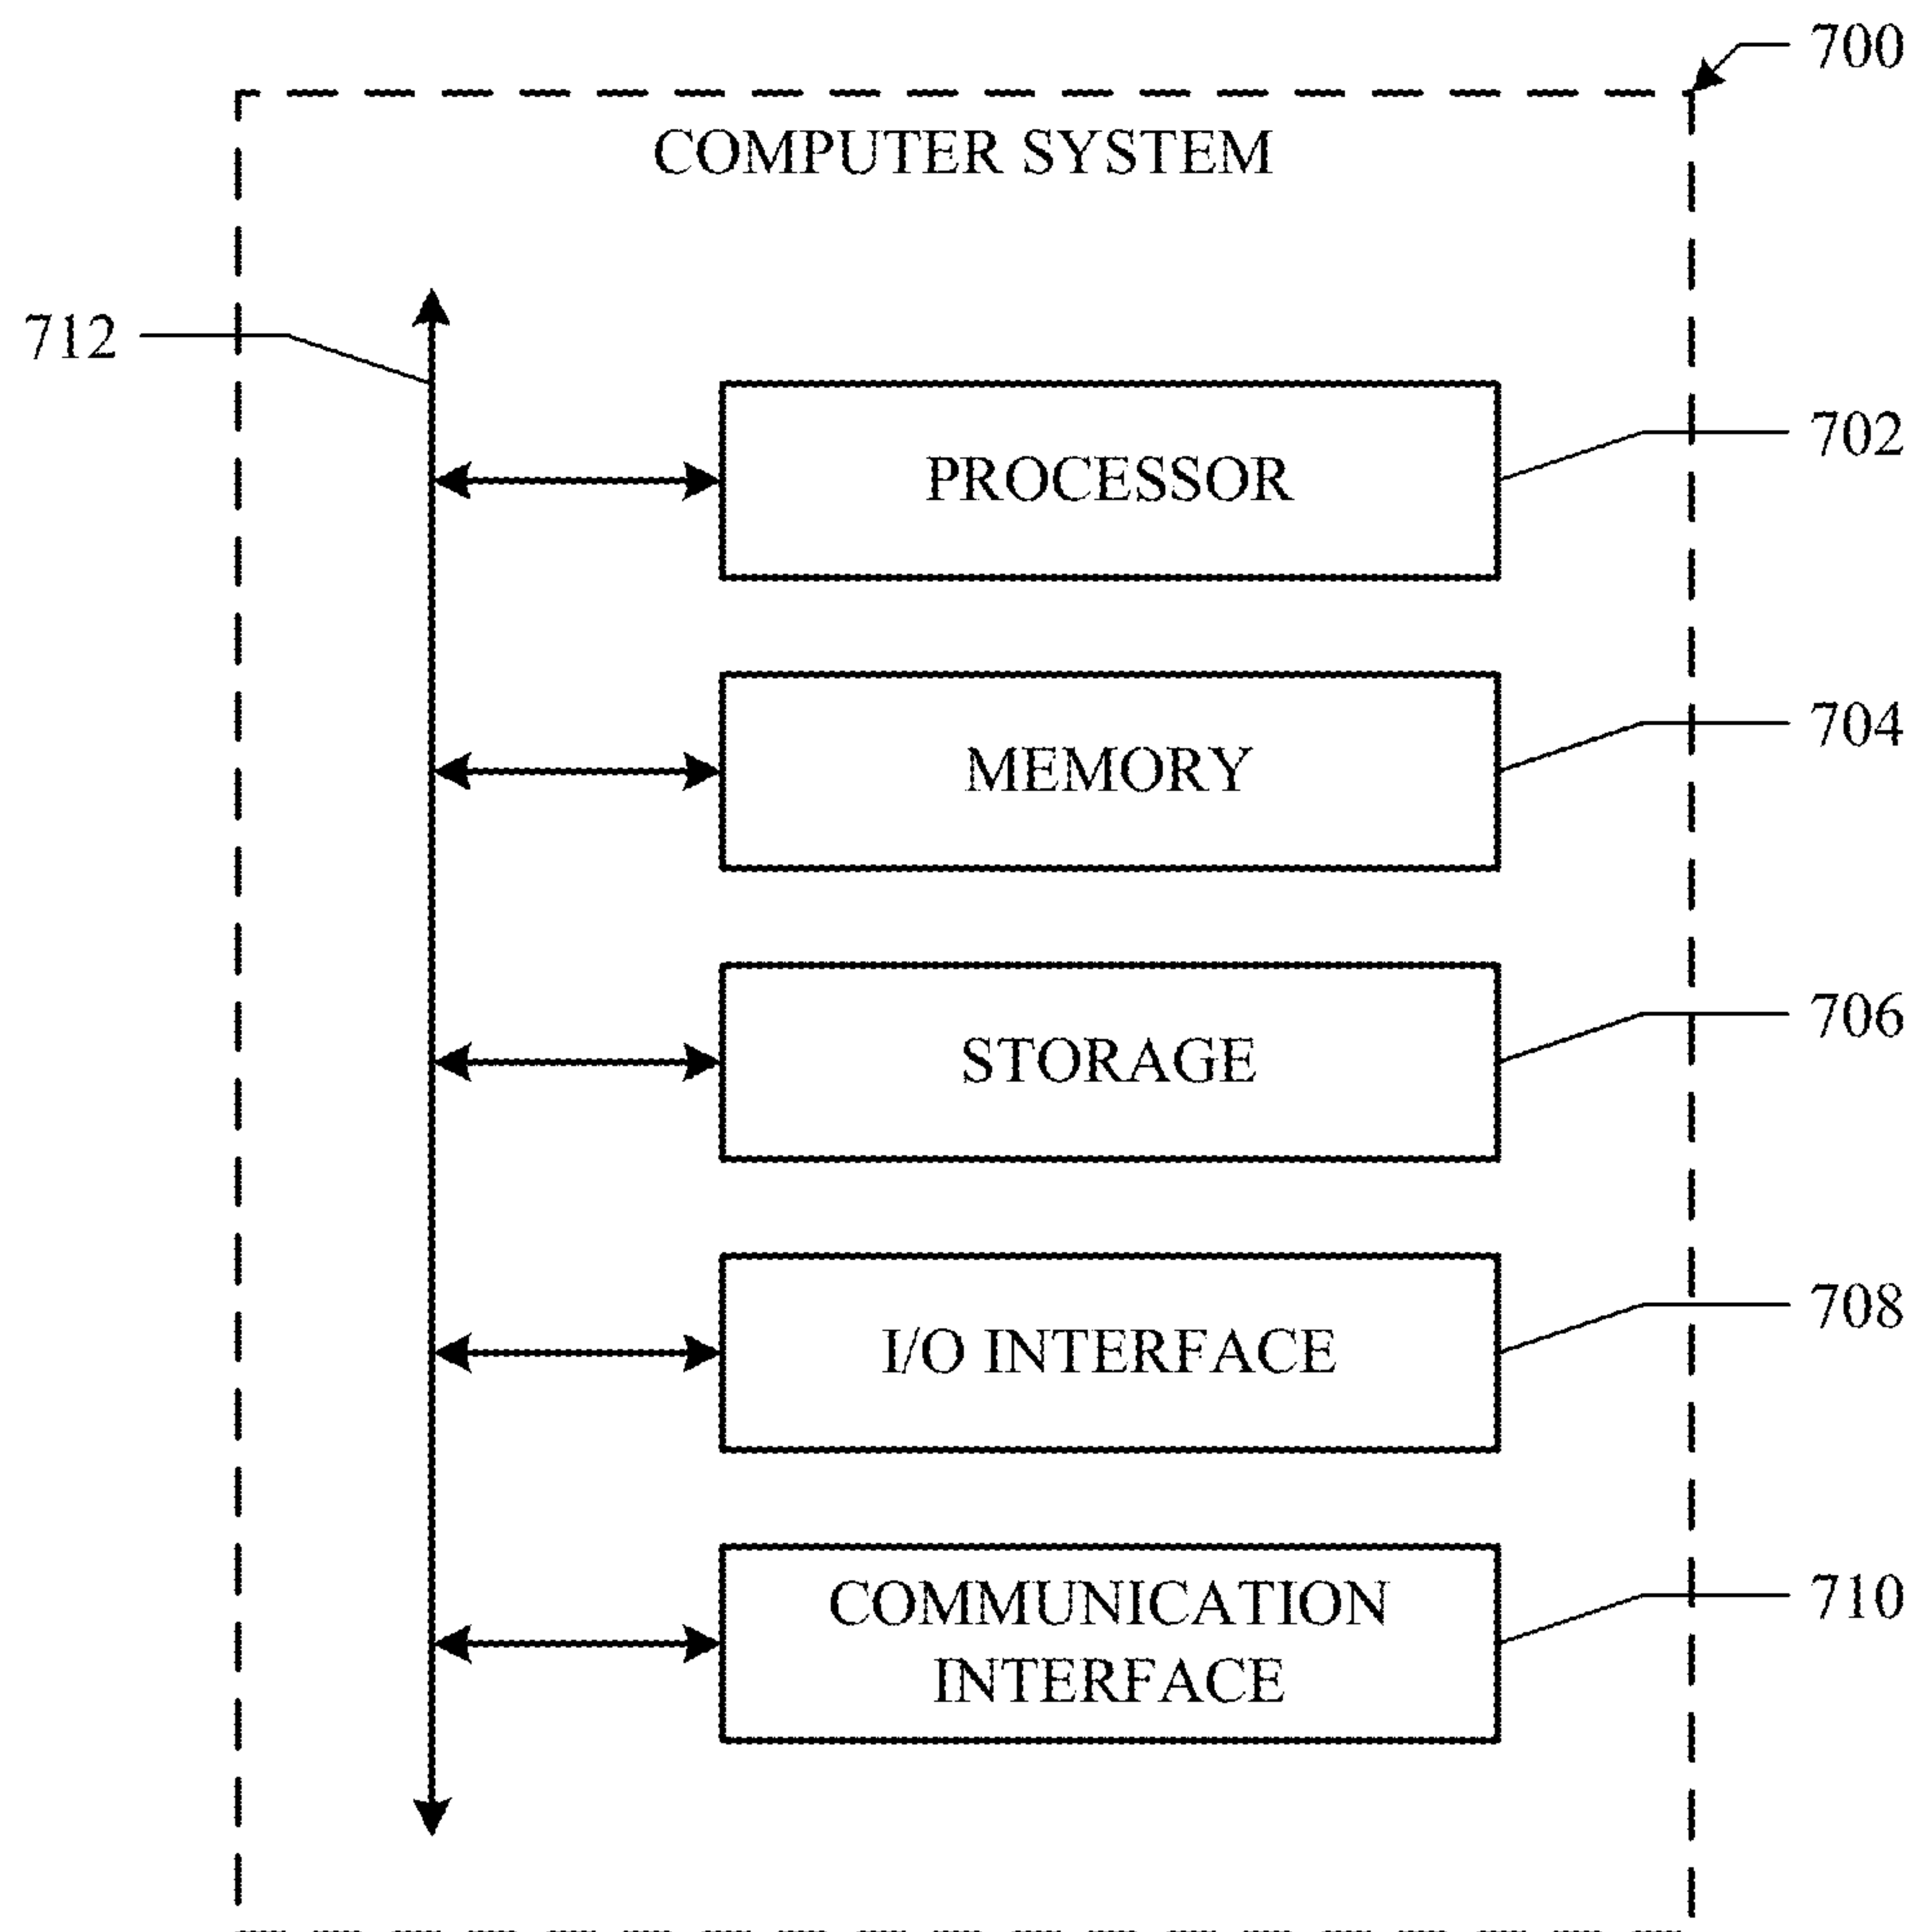 700
COMPUTER SYSTEM
712
PROCESSOR
702
MEMORY
704
STORAGE
706
I/O INTERFACE
708
COMMUNICATION
INTERFACE
710